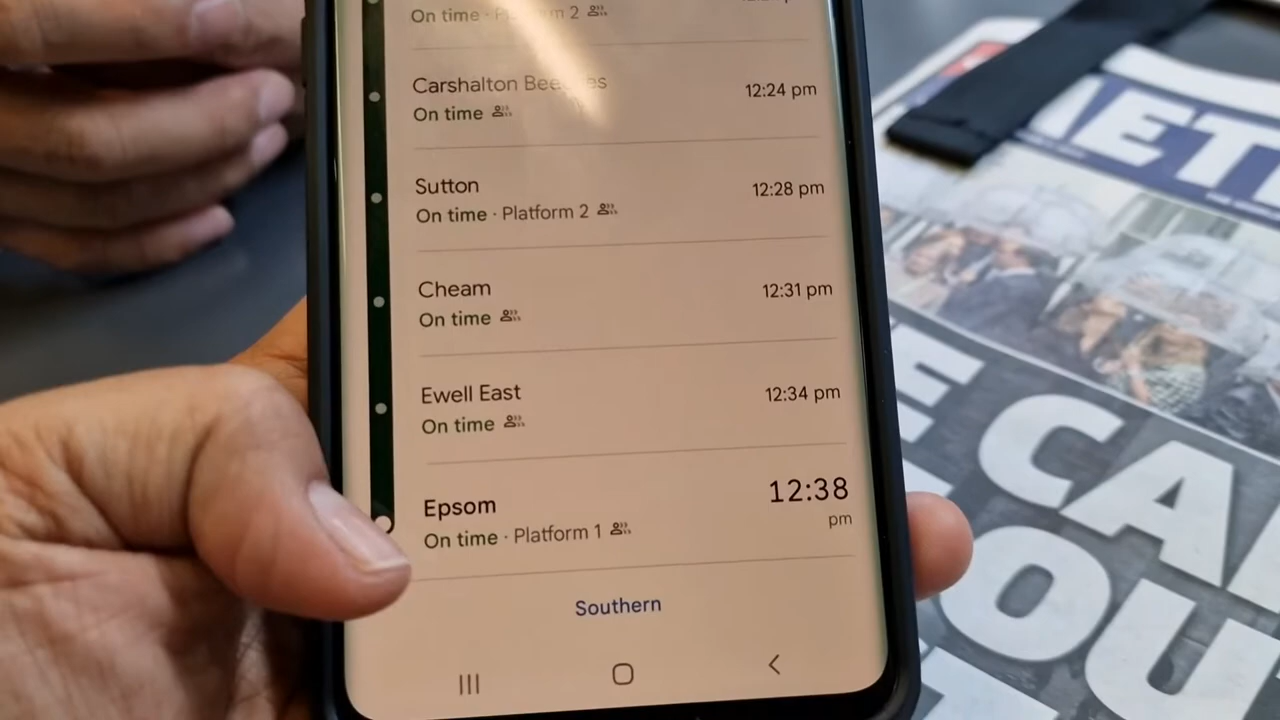 On time · 2
Carshalton
12:24 pm
On time
Sutton
12:28 pm
On time · Platform 2
Cheam
12:31 pm
On time
Ewell East
12:34 pm
On time
Epsom
12:38
pm
On time · Platform 1
Southern